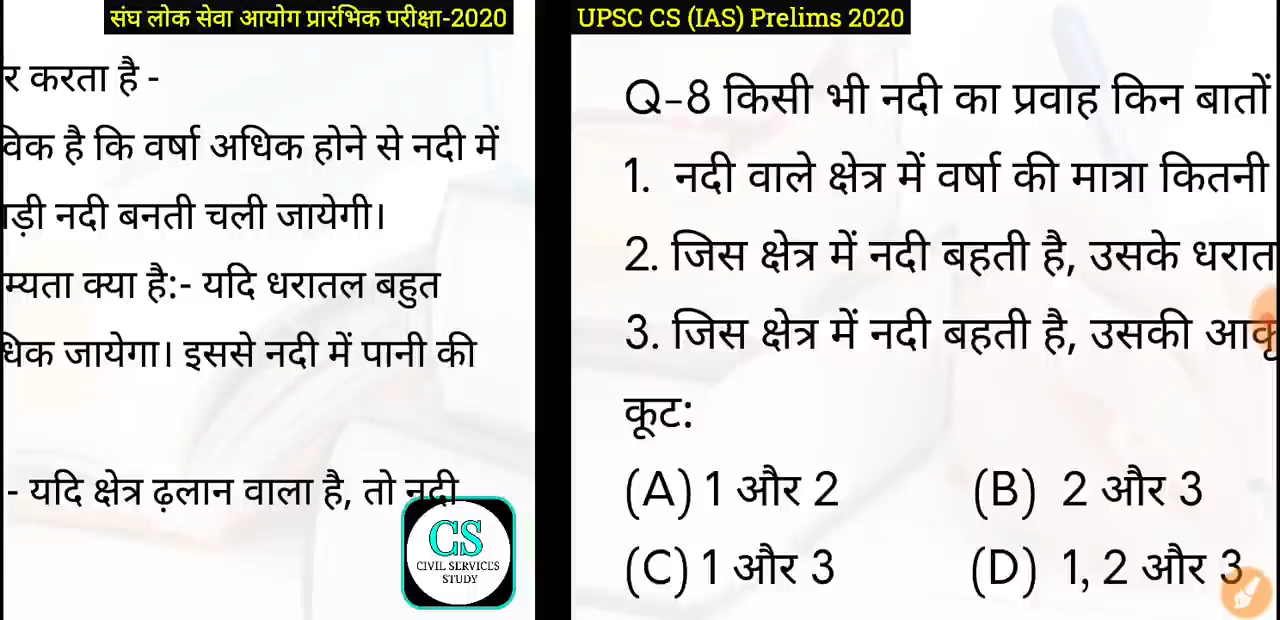 संघ लोक सेवा आयोग प्रारंभिक परीक्षा-2020
र करता है -
विक है कि वर्षा अधिक होने से नदी में
ड़ी नदी बनती चली जायेगी।
म्यता क्या है:- यदि धरातल बहुत
धिक जायेगा। इससे नदी में पानी की
- यदि क्षेत्र ढ़लान वाला है, तो नदी
CS
CIVIL SERVICES
STUDY
UPSC CS (IAS) Prelims 2020
Q-8 किसी भी नदी का प्रवाह किन बातों
1. नदी वाले क्षेत्र में वर्षा की मात्रा कितनी
2. जिस क्षेत्र में नदी बहती है, उसके धरात
3. जिस क्षेत्र में नदी बहती है, उसकी आकृ
कूट:
(A) 1 और 2 (B) 2 और 3
(C) 1 और 3 (D) 1, 2 और 3